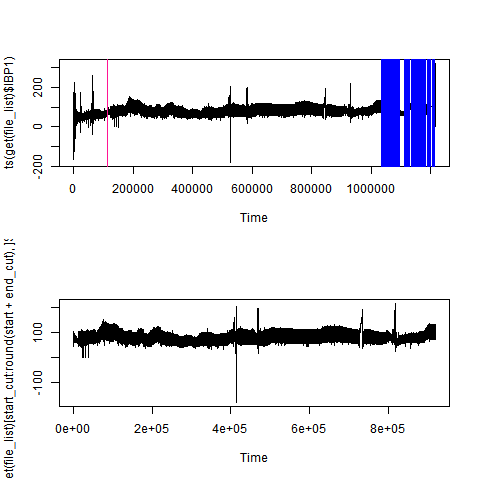 ts(get(file_list)$IBP1)
200
0
-200
0
200000
400000
600000
800000
1000000
Time
et(file_list)[start_cut:round(start + end_cut), ]$
100
-100
0e+00
2e+05
4e+05
6e+05
8e+05
Time